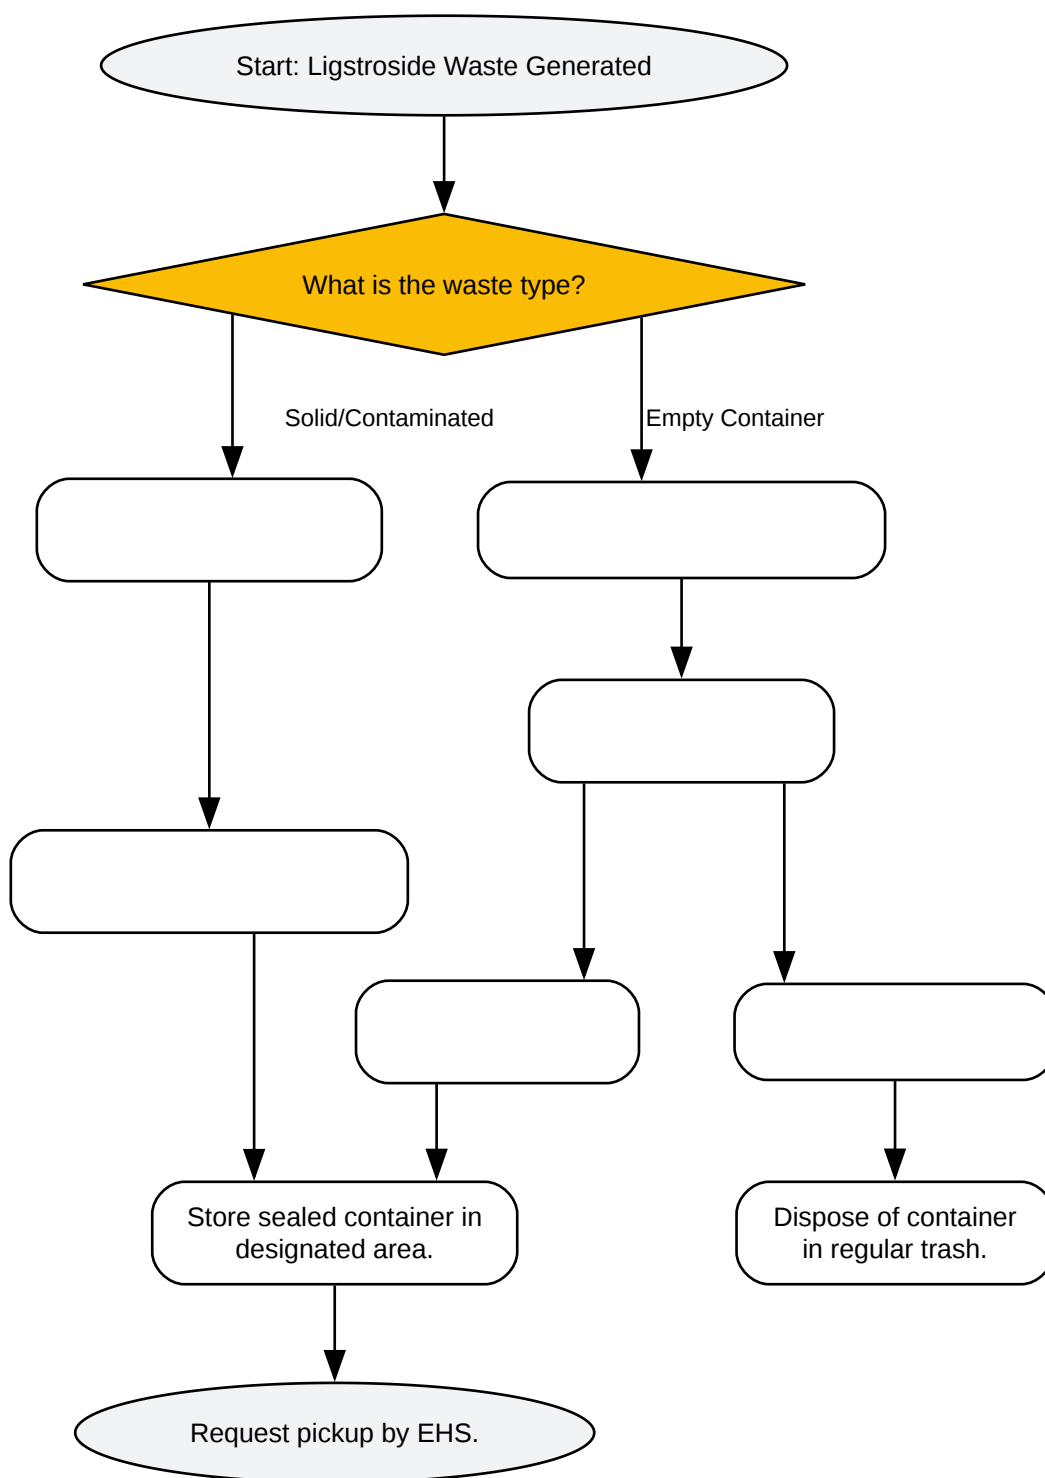 Start: Ligstroside Waste Generated
What is the waste type?
Solid/Contaminated
Empty Container
Store sealed container in
designated area.
Dispose of container
in regular trash.
Request pickup by EHS.